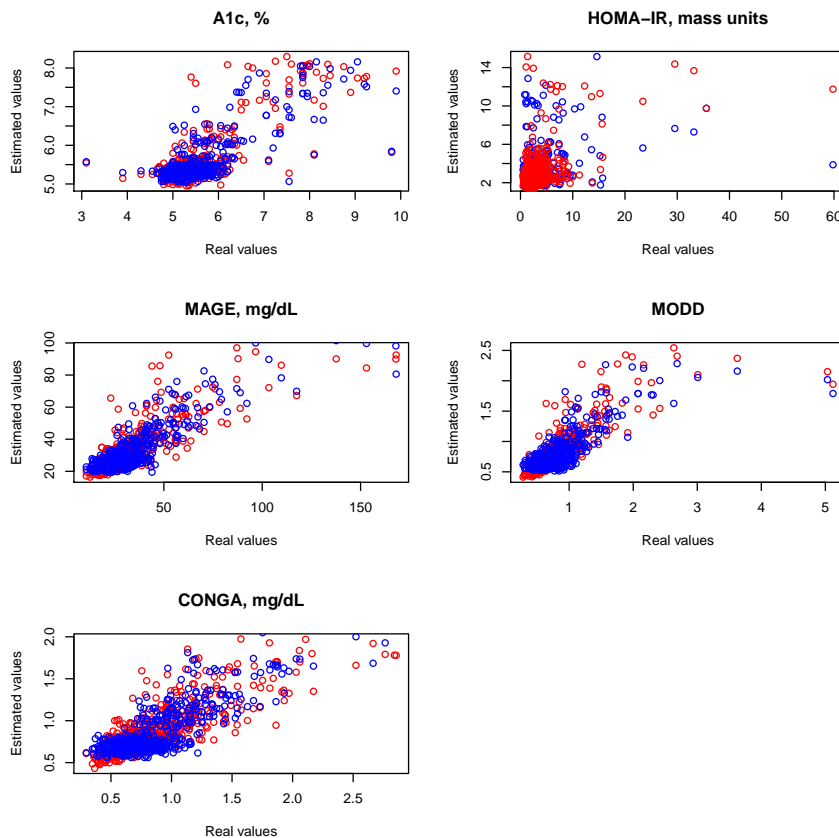 A1c, %
Estimated values
8.0
7.0
6.0
5.0
3 4 5 6 7 8 9 10
Real values
HOMA−IR, mass units
Estimated values
14
10
6
2
0 10 20 30 40 50 60
Real values
MAGE, mg/dL
Estimated values
100
80
60
40
20
50 100 150
Real values
MODD
Estimated values
2.5
1.5
0.5
1 2 3 4 5
Real values
CONGA, mg/dL
Estimated values
2.0
1.5
1.0
0.5
0.5 1.0 1.5 2.0 2.5
Real values